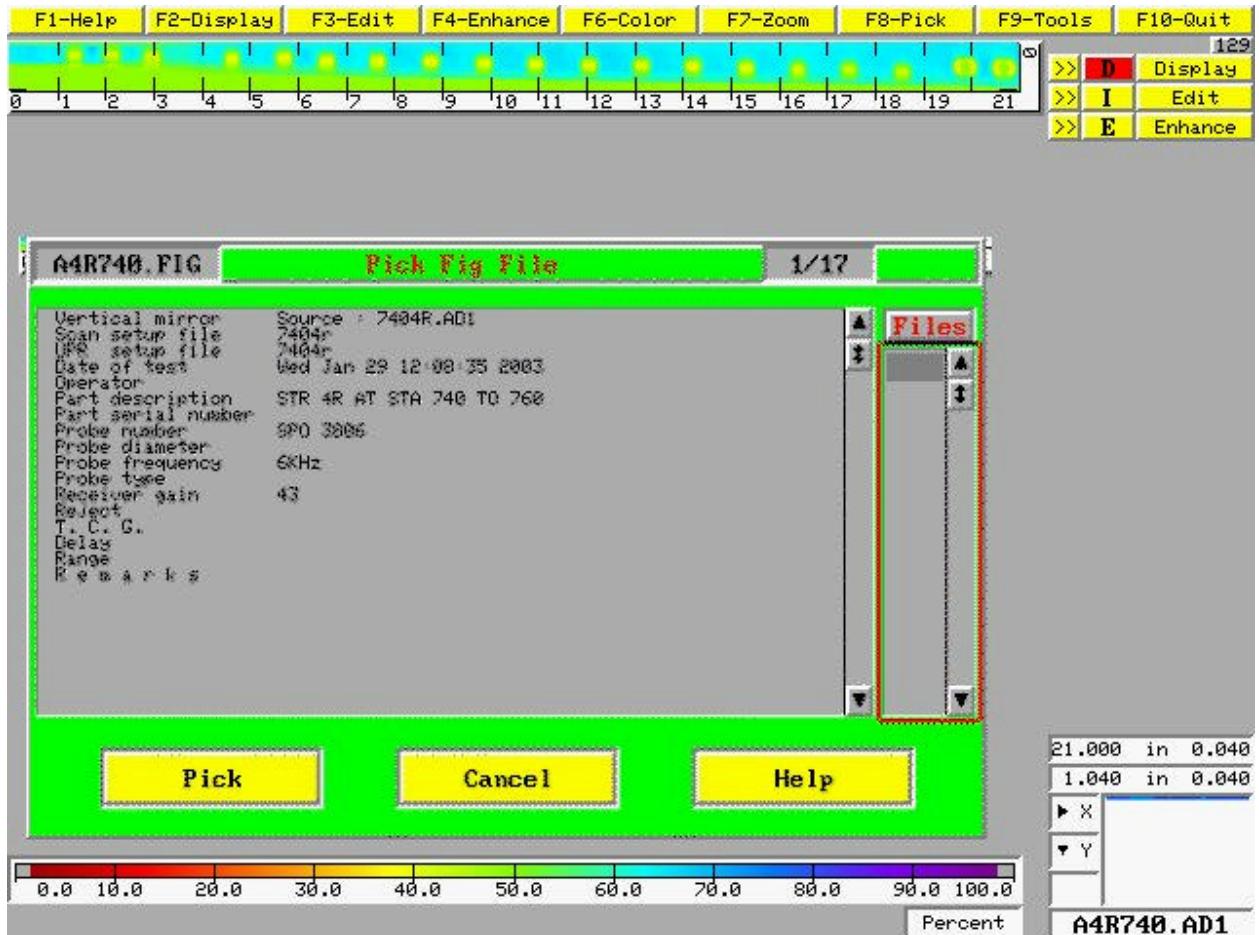 F1-Help F2-Display F3-Edit F4-Enhance F6-Color F7-Zoom F8-Pick F9-Tools F10-Quit
129
>> D Display
0 1 2 3 4 5 6 7 8 9 10 11 12 13 14 15 16 17 18 19 21
>> I Edit
>> E Enhance
A4R740.FIG Pick Fig File 1/17
Vertical mirror Source : 7404R.AD1
Files
Scan setup file 7404r
UPR setup file 7404r
Date of test Wed Jan 29 12:08:35 2003
Operator
Part description STR 4R AT STA 740 TO 760
Part serial number
Probe number SPO 3806
Probe diameter
Probe frequency 6KHz
Probe type
Receiver gain 43
Reject
T. C. G.
Delay
Range
R e m a r k s
Pick Cancel Help
21.000 in 0.040
1.040 in 0.040
X
Y
0.0 10.0 20.0 30.0 40.0 50.0 60.0 70.0 80.0 90.0 100.0
Percent
A4R740.AD1